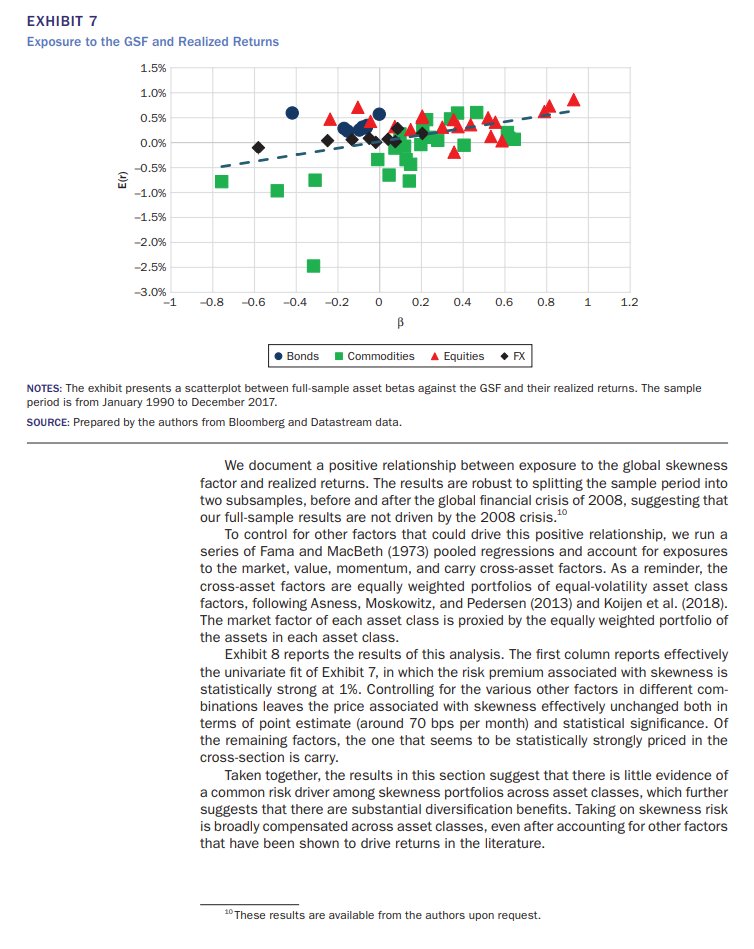 EXHIBIT 7
Exposure to the GSF and Realized Returns
1.5%
1.0%
0.5%
0.0%
–0.5%
–1.0%
–1.5%
–2.0%
–2.5%
–3.0%
E(r)
–1 –0.8 –0.6 –0.4 –0.2 0 0.2 0.4 0.6 0.8 1 1.2
β
Bonds Commodities Equities FX
NOTES: The exhibit presents a scatterplot between full-sample asset betas against the GSF and their realized returns. The sample
period is from January 1990 to December 2017.
SOURCE: Prepared by the authors from Bloomberg and Datastream data.
We document a positive relationship between exposure to the global skewness
factor and realized returns. The results are robust to splitting the sample period into
two subsamples, before and after the global financial crisis of 2008, suggesting that
our full-sample results are not driven by the 2008 crisis.10
To control for other factors that could drive this positive relationship, we run a
series of Fama and MacBeth (1973) pooled regressions and account for exposures
to the market, value, momentum, and carry cross-asset factors. As a reminder, the
cross-asset factors are equally weighted portfolios of equal-volatility asset class
factors, following Asness, Moskowitz, and Pedersen (2013) and Koijen et al. (2018).
The market factor of each asset class is proxied by the equally weighted portfolio of
the assets in each asset class.
Exhibit 8 reports the results of this analysis. The first column reports effectively
the univariate fit of Exhibit 7, in which the risk premium associated with skewness is
statistically strong at 1%. Controlling for the various other factors in different com-
binations leaves the price associated with skewness effectively unchanged both in
terms of point estimate (around 70 bps per month) and statistical significance. Of
the remaining factors, the one that seems to be statistically strongly priced in the
cross-section is carry.
Taken together, the results in this section suggest that there is little evidence of
a common risk driver among skewness portfolios across asset classes, which further
suggests that there are substantial diversification benefits. Taking on skewness risk
is broadly compensated across asset classes, even after accounting for other factors
that have been shown to drive returns in the literature.
10 These results are available from the authors upon request.